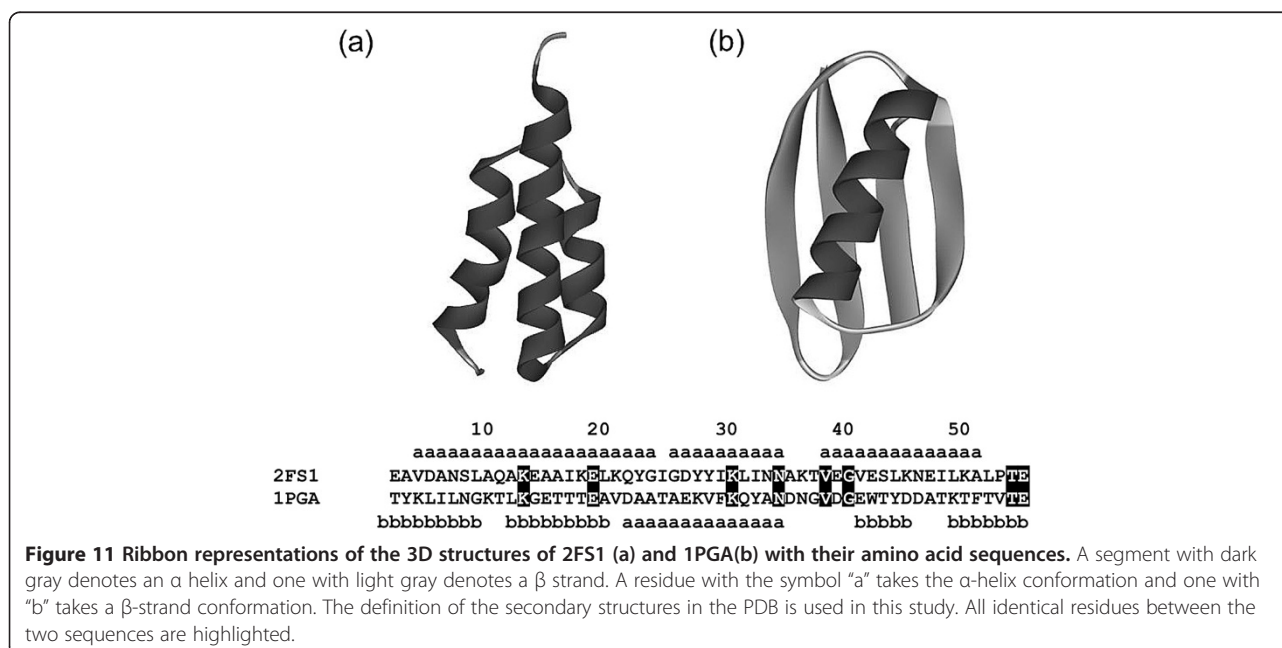 (a) (b)
10 20 30 40 50
aaaaaaaaaaaaaaaaaaaaa aaaaaaaaaa aaaaaaaaaaaaaa
2FS1 EAVDANSLAQAKEAAIKELKQYGIGDYYIKLINNAKTVEGVESLKNEILKALPTE
1PGA TYKLILNGKTLKGETTTEAVDAATAEKVFKQYANDNGVDGEWTYDDATKTFTVTE
bbbbbbbbb bbbbbbbbb aaaaaaaaaaaaaa bbbbb bbbbbbb
Figure 11 Ribbon representations of the 3D structures of 2FS1 (a) and 1PGA(b) with their amino acid sequences. A segment with dark
gray denotes an α helix and one with light gray denotes a β strand. A residue with the symbol “a” takes the α-helix conformation and one with
“b” takes a β-strand conformation. The definition of the secondary structures in the PDB is used in this study. All identical residues between the
two sequences are highlighted.